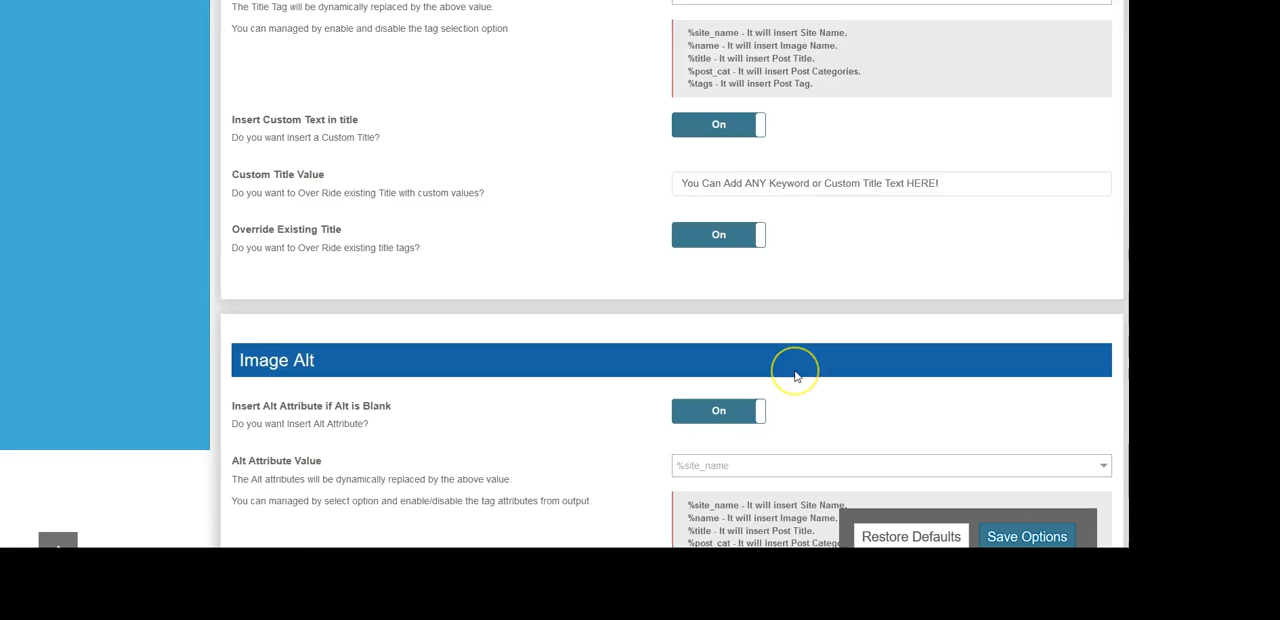 The Title Tag will be dynamically replaced by the above value.
You can managed by enable and disable the tag selection option
%site_name - It will insert Site Name.
%name - It will insert Image Name.
%title - It will insert Post Title.
%post_cat - It will insert Post Categories.
%tags - It will insert Post Tag.
Insert Custom Text in title
Do you want Insert a Custom Title?
On
Custom Title Value
Do you want to Over Ride existing Title with custom values?
You Can Add ANY Keyword or Custom Title Text HERE!
Override Existing Title
Do you want to Over Ride existing title tags?
On
Image Alt
Insert Alt Attribute if Alt is Blank
Do you want Insert Alt Attribute?
On
Alt Attribute Value
The Alt attributes will be dynamically replaced by the above value.
You can managed by select option and enable/disable the tag attributes from output
%site_name
%site_name - It will insert Site Name.
%name - It will insert Image Name.
%title - It will insert Post Title.
%post_cat - It will insert Post
Restore Defaults
Save Options